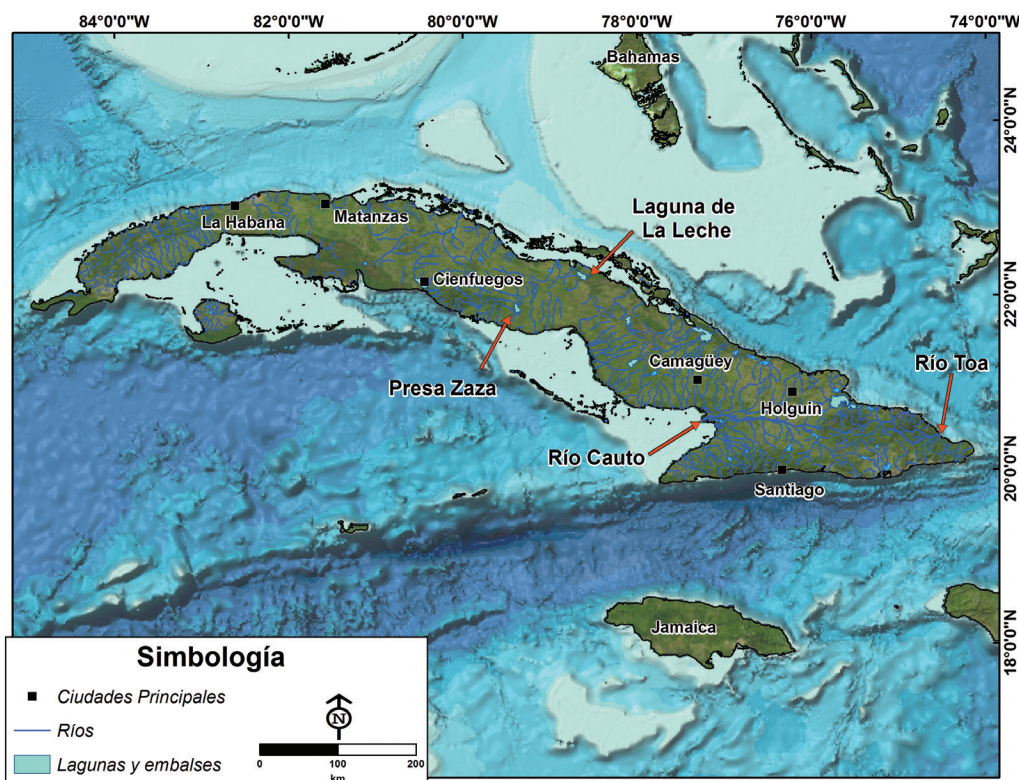 84°0'0"W
82°0'0"W
80°0'0"W
78°0'0"W
76°0'0"W
74°0'0"W
Bahamas
24°0'0"N
La Habana
Matanzas
Laguna de
La Leche
Cienfuegos
22°0'0"N
Presa Zaza
Camagüey
Río Toa
Holguin
Río Cauto
20°0'0"N
Santiago
Jamaica
18°0'0"N
Simbología
Ciudades Principales
Ríos
Lagunas y embalses
N
0
100
200
km